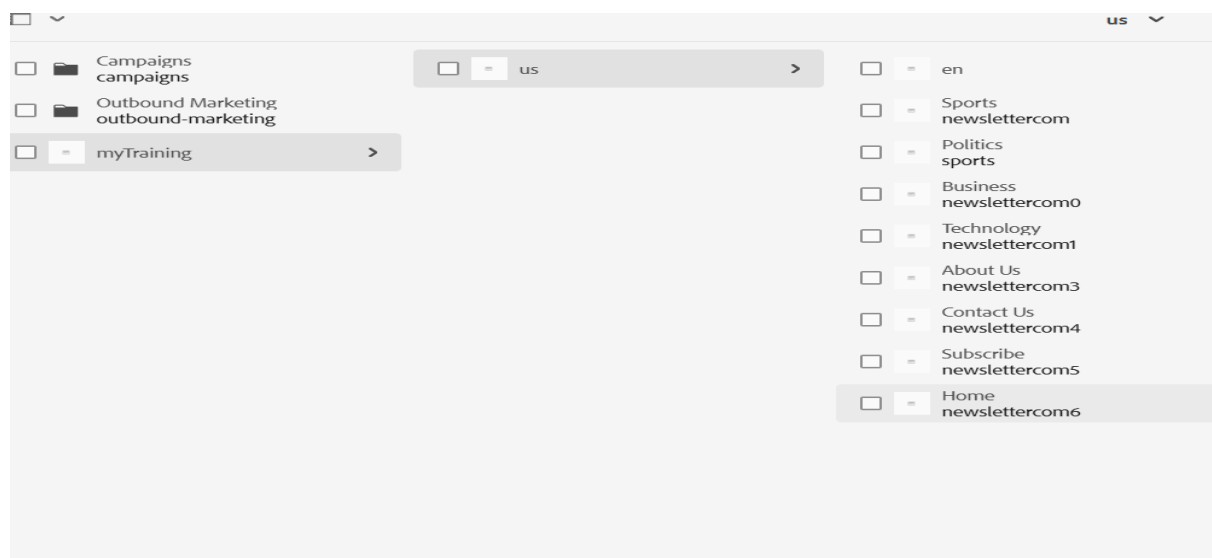 us
Campaigns
campaigns
Outbound Marketing
outbound-marketing
myTraining
us
en
Sports
newslettercom
Politics
sports
Business
newslettercom0
Technology
newslettercom1
About Us
newslettercom3
Contact Us
newslettercom4
Subscribe
newslettercom5
Home
newslettercom6